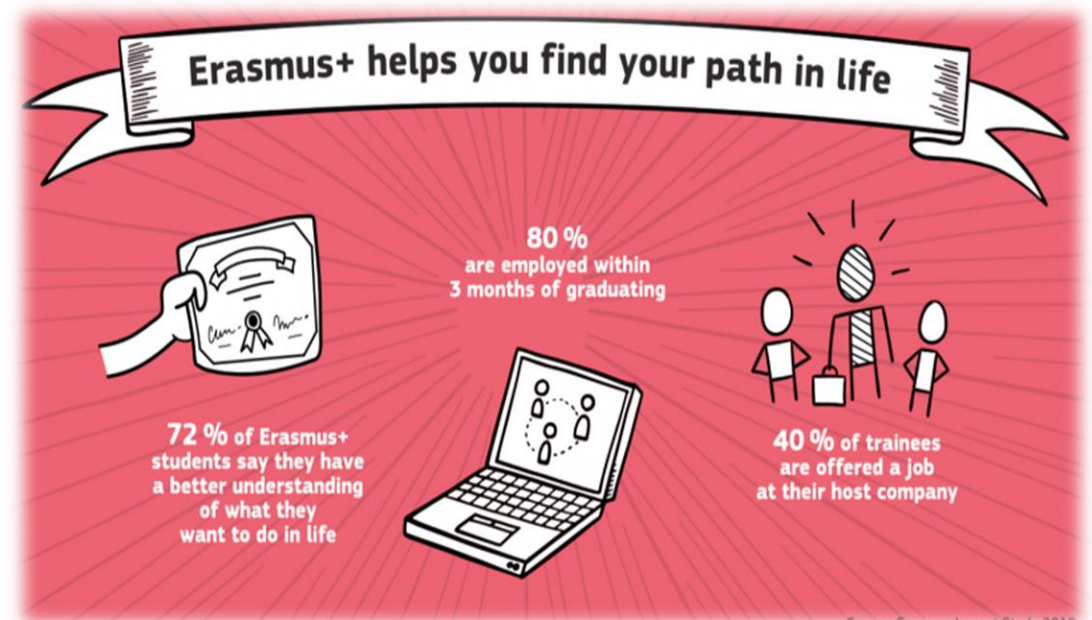 Erasmus+ helps you find your path in life
80 %
are employed within
3 months of graduating
72 % of Erasmus+
students say they have
a better understanding
of what they
want to do in life
40 % of trainees
are offered a job
at their host company